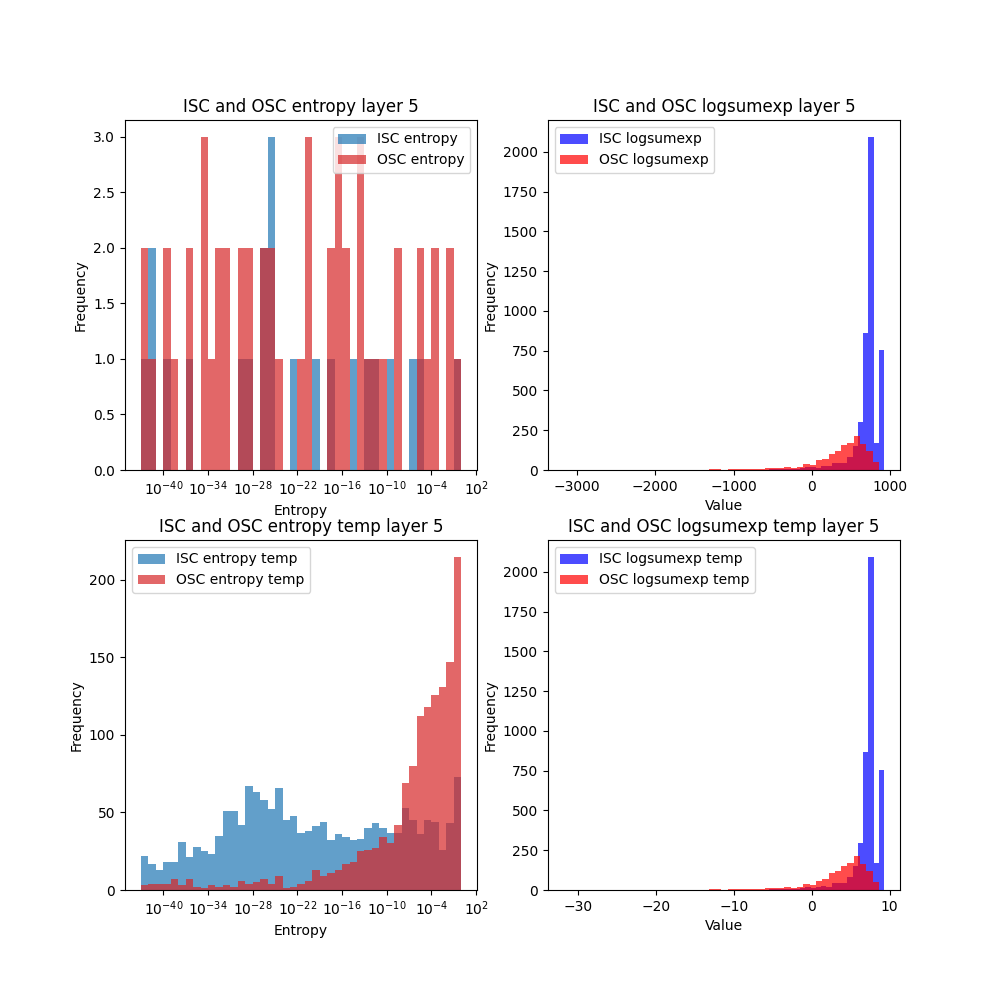 ISC and OSC entropy layer 5
ISC entropy
OSC entropy
3.0
2.5
2.0
1.5
1.0
0.5
0.0
Frequency
10⁻⁴⁰ 10⁻³⁴ 10⁻²⁸ 10⁻²² 10⁻¹⁶ 10⁻¹⁰ 10⁻⁴ 10²
Entropy
ISC and OSC logsumexp layer 5
ISC logsumexp
OSC logsumexp
2000
1750
1500
1250
1000
750
500
250
0
Frequency
−3000 −2000 −1000 0 1000
Value
ISC and OSC entropy temp layer 5
ISC entropy temp
OSC entropy temp
200
150
100
50
0
Frequency
10⁻⁴⁰ 10⁻³⁴ 10⁻²⁸ 10⁻²² 10⁻¹⁶ 10⁻¹⁰ 10⁻⁴ 10²
Entropy
ISC and OSC logsumexp temp layer 5
ISC logsumexp temp
OSC logsumexp temp
2000
1750
1500
1250
1000
750
500
250
0
Frequency
−30 −20 −10 0 10
Value